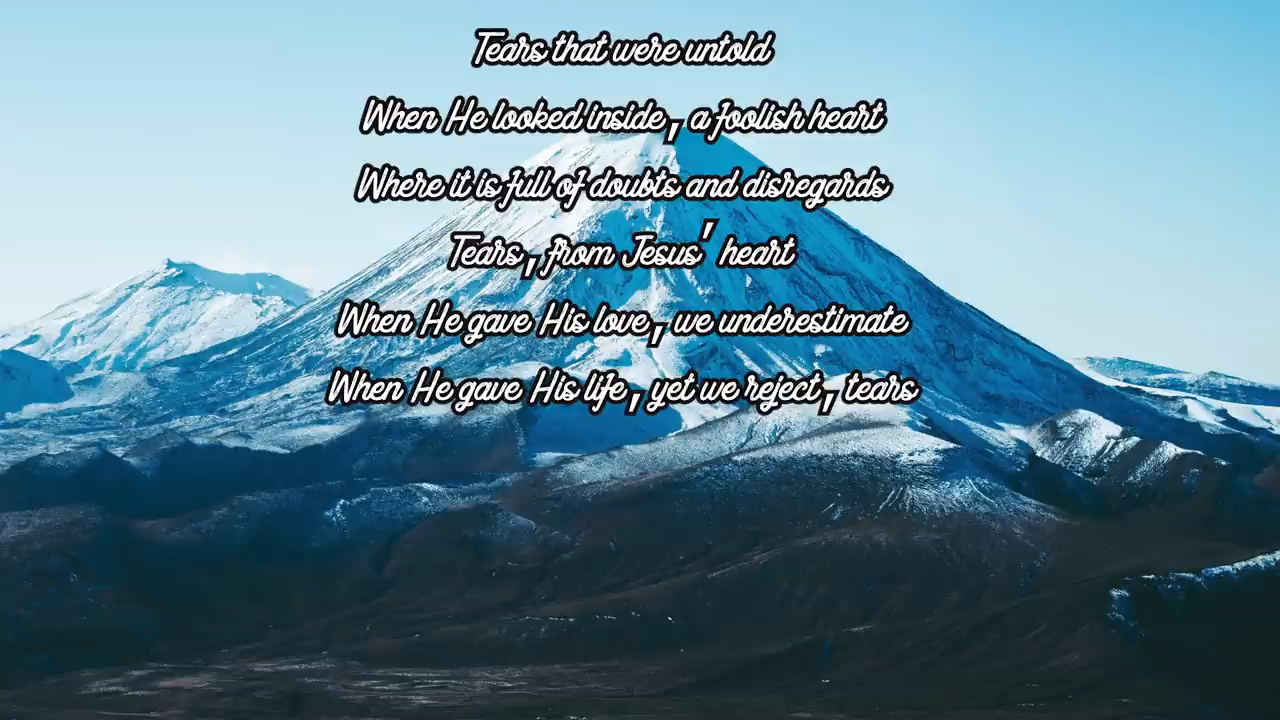 Tears that were untold
When He looked inside, a foolish heart
Where it is full of doubts and disregards
Tears, from Jesus' heart
When He gave His love, we underestimate
When He gave His life, yet we reject, tears